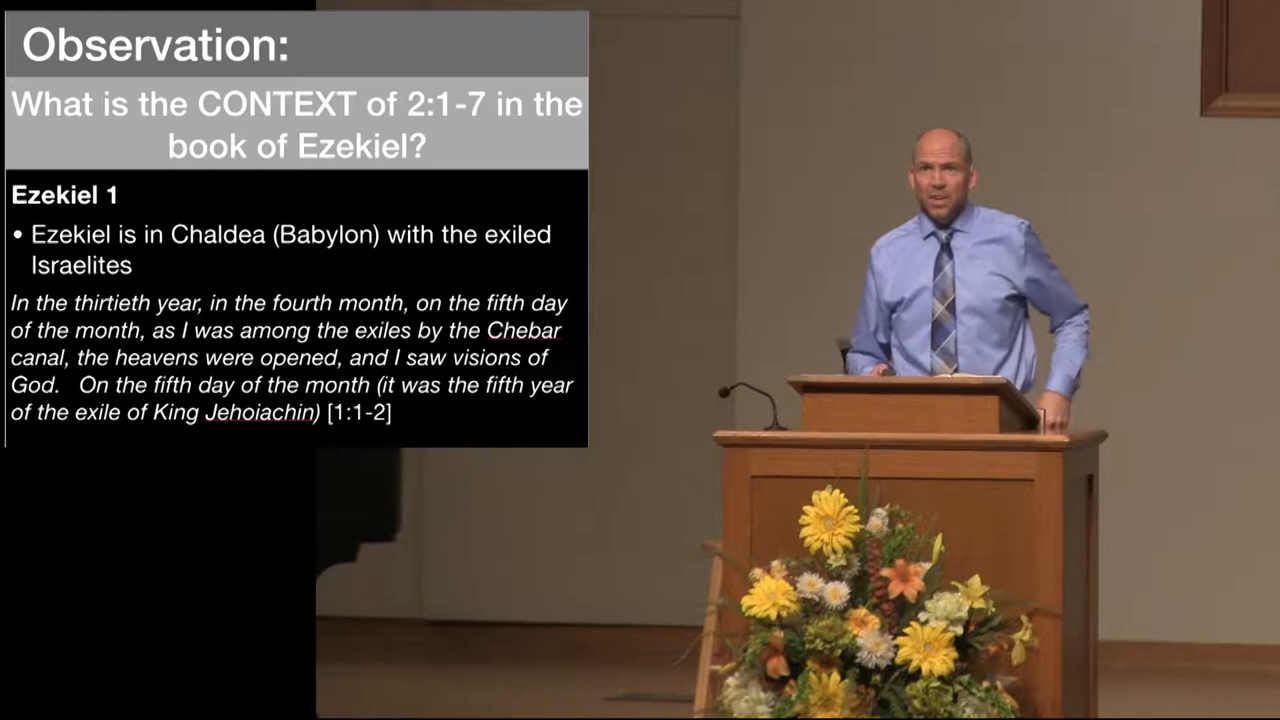 Observation:
What is the CONTEXT of 2:1-7 in the
book of Ezekiel?
Ezekiel 1
• Ezekiel is in Chaldea (Babylon) with the exiled
Israelites
In the thirtieth year, in the fourth month, on the fifth day
of the month, as I was among the exiles by the Chebar
canal, the heavens were opened, and I saw visions of
God.   On the fifth day of the month (it was the fifth year
of the exile of King Jehoiachin) [1:1-2]